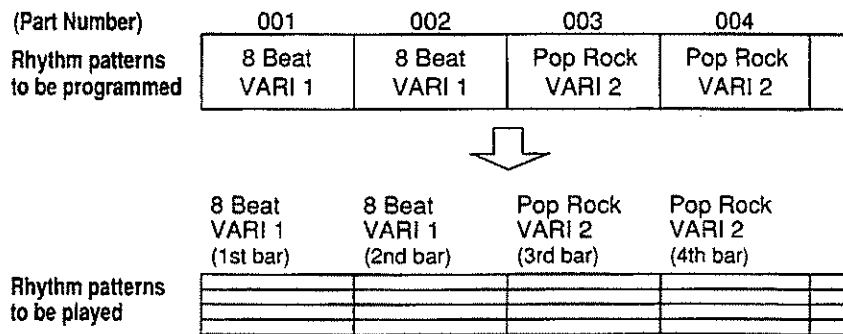 (Part Number) 001 002 003 004
Rhythm patterns 8 Beat 8 Beat Pop Rock Pop Rock
to be programmed VARI 1 VARI 1 VARI 2 VARI 2
8 Beat 8 Beat Pop Rock Pop Rock
VARI 1 VARI 1 VARI 2 VARI 2
(1st bar) (2nd bar) (3rd bar) (4th bar)
Rhythm patterns
to be played